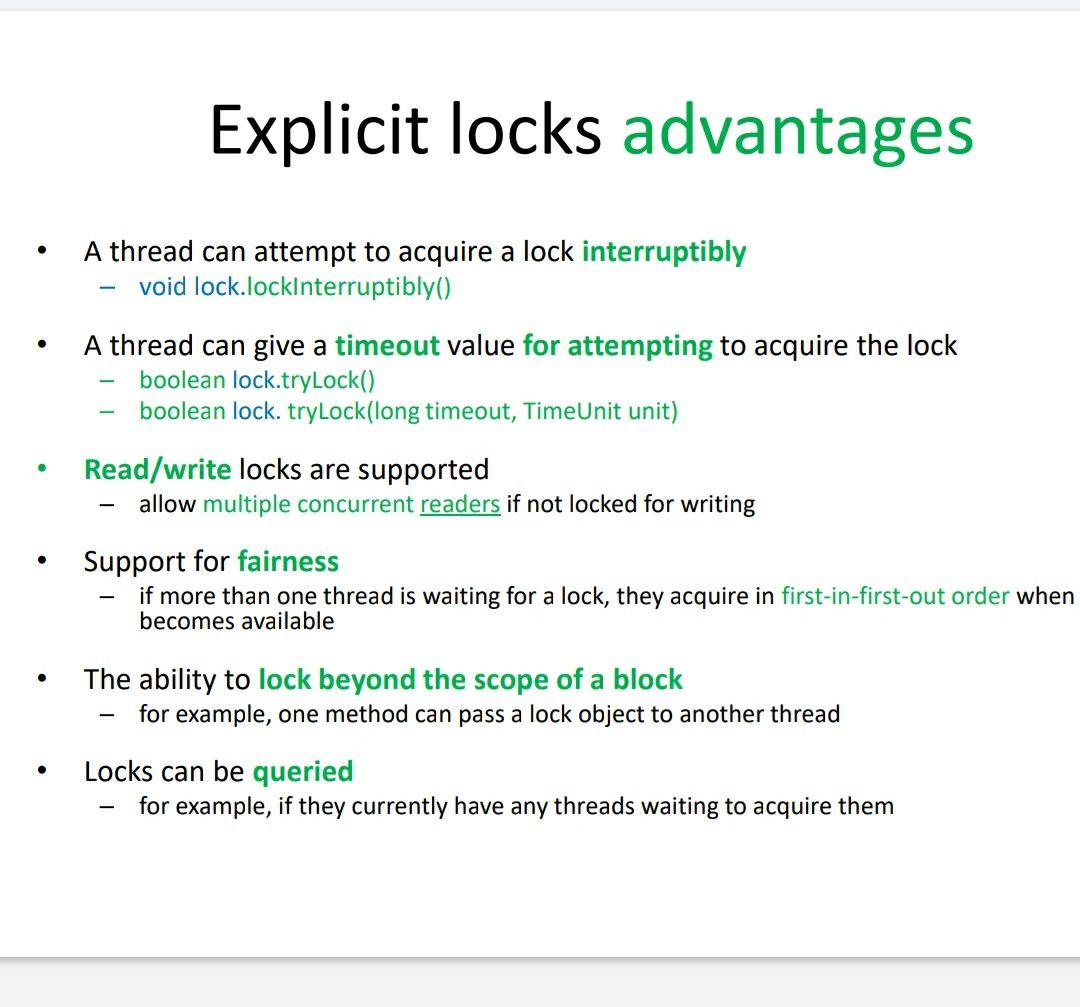 Explicit locks advantages
• A thread can attempt to acquire a lock interruptibly
– void lock.lockInterruptibly()
• A thread can give a timeout value for attempting to acquire the lock
– boolean lock.tryLock()
– boolean lock. tryLock(long timeout, TimeUnit unit)
• Read/write locks are supported
– allow multiple concurrent readers if not locked for writing
• Support for fairness
– if more than one thread is waiting for a lock, they acquire in first-in-first-out order when
becomes available
• The ability to lock beyond the scope of a block
– for example, one method can pass a lock object to another thread
• Locks can be queried
– for example, if they currently have any threads waiting to acquire them